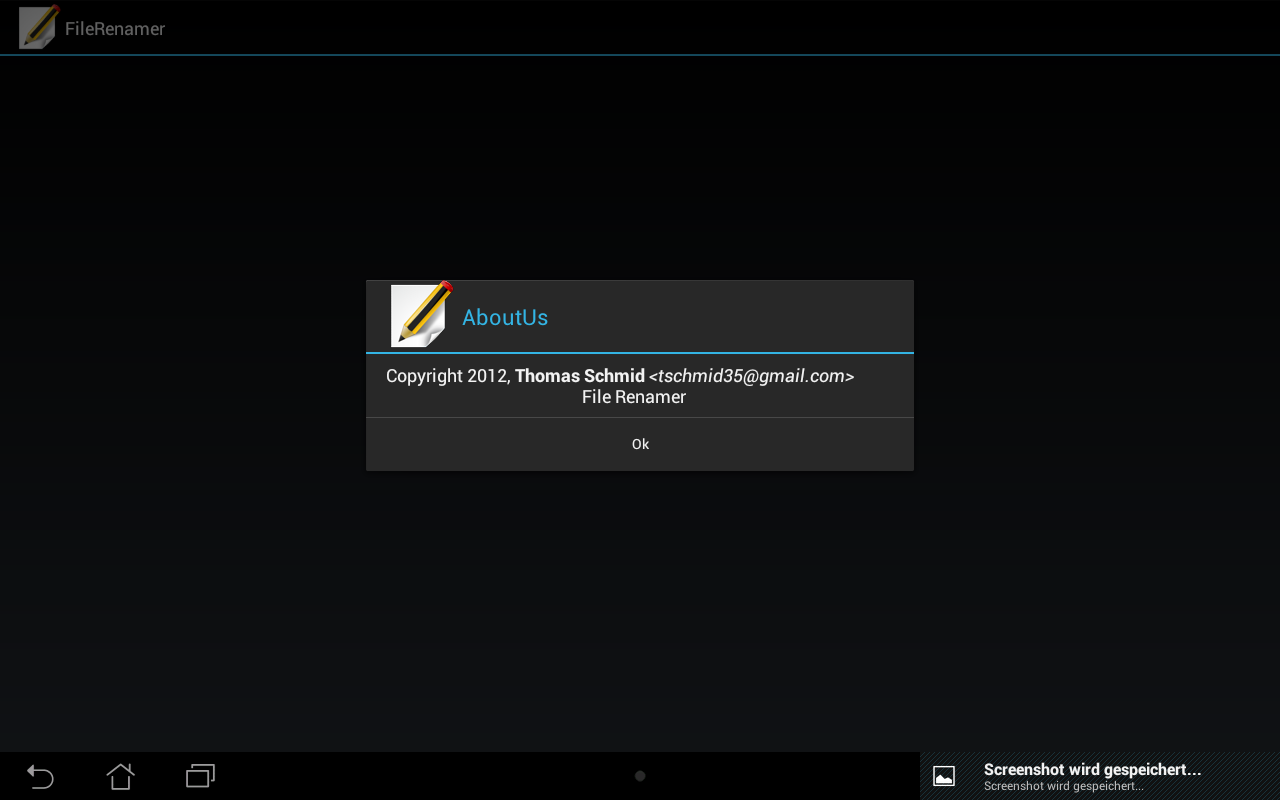 FileRenamer
AboutUs
Copyright 2012, Thomas Schmid <tschmid35@gmail.com>
File Renamer
Ok
Screenshot wird gespeichert...
Screenshot wird gespeichert...